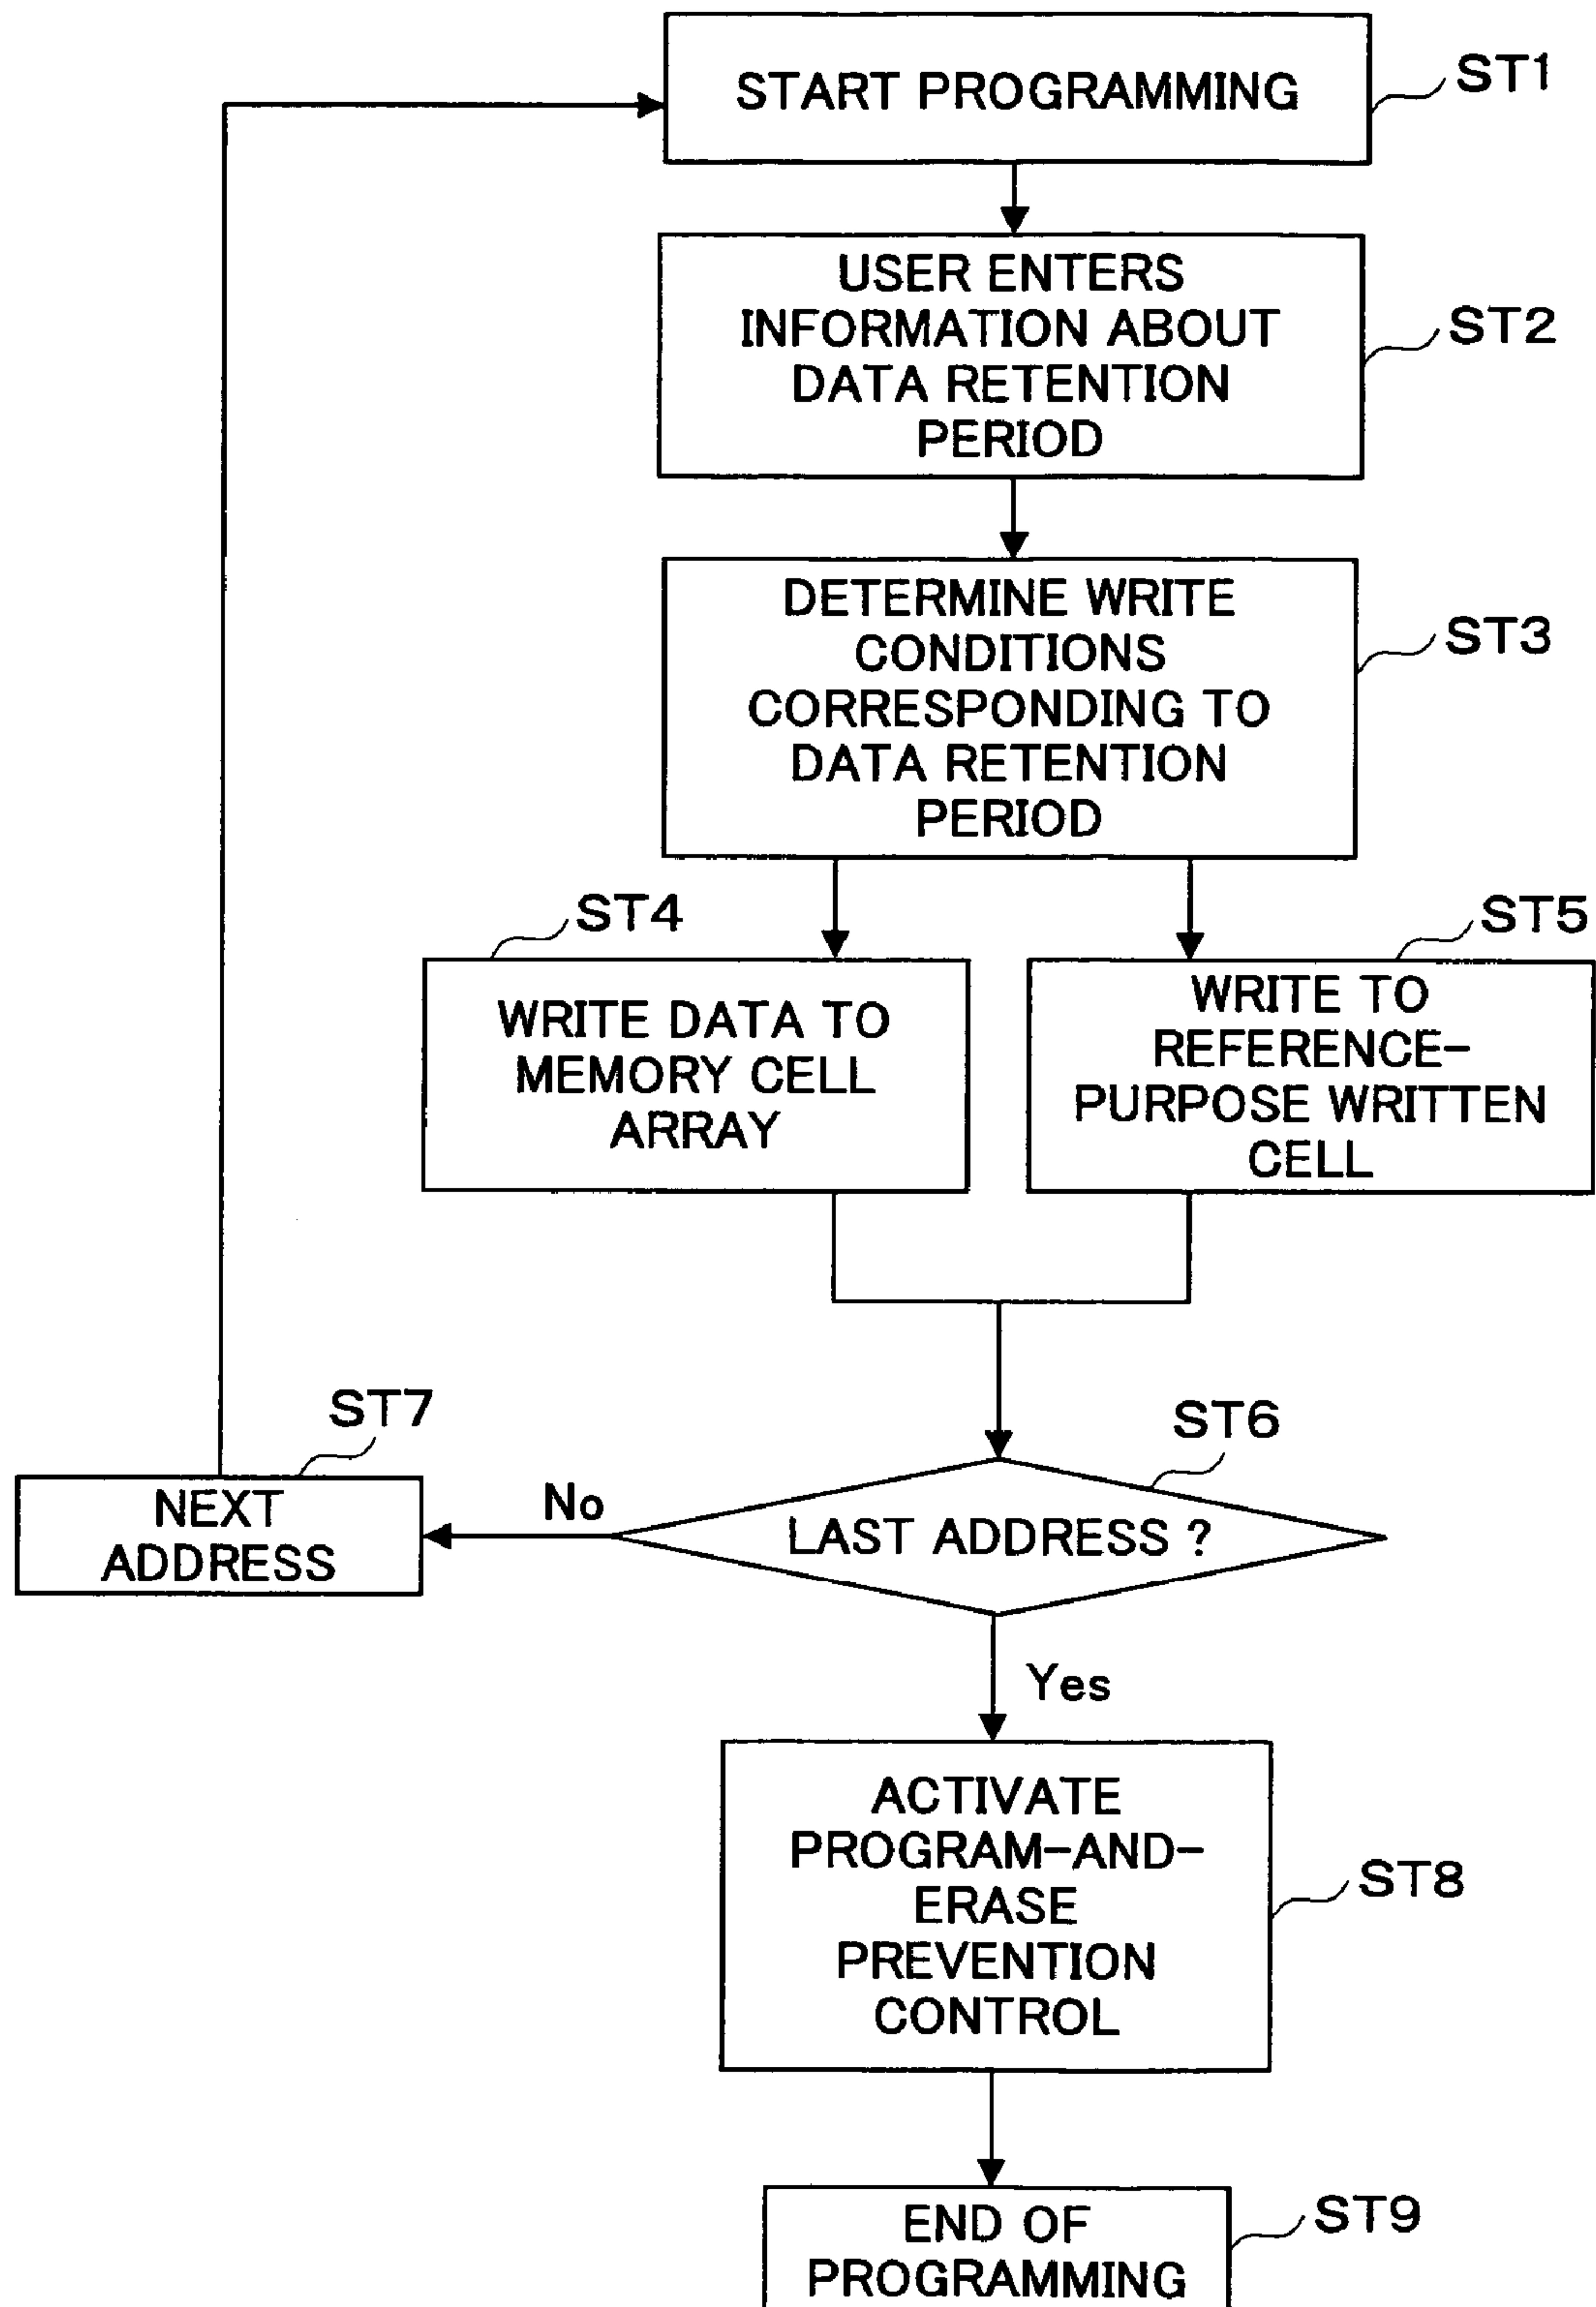 START PROGRAMMING
ST1
USER ENTERS
INFORMATION ABOUT
DATA RETENTION
PERIOD
ST2
DETERMINE WRITE
CONDITIONS
CORRESPONDING TO
DATA RETENTION
PERIOD
ST3
ST4
WRITE DATA TO
MEMORY CELL
ARRAY
ST5
WRITE TO
REFERENCE-
PURPOSE WRITTEN
CELL
ST6
LAST ADDRESS ?
No
ST7
NEXT
ADDRESS
Yes
ACTIVATE
PROGRAM-AND-
ERASE
PREVENTION
CONTROL
ST8
END OF
PROGRAMMING
ST9